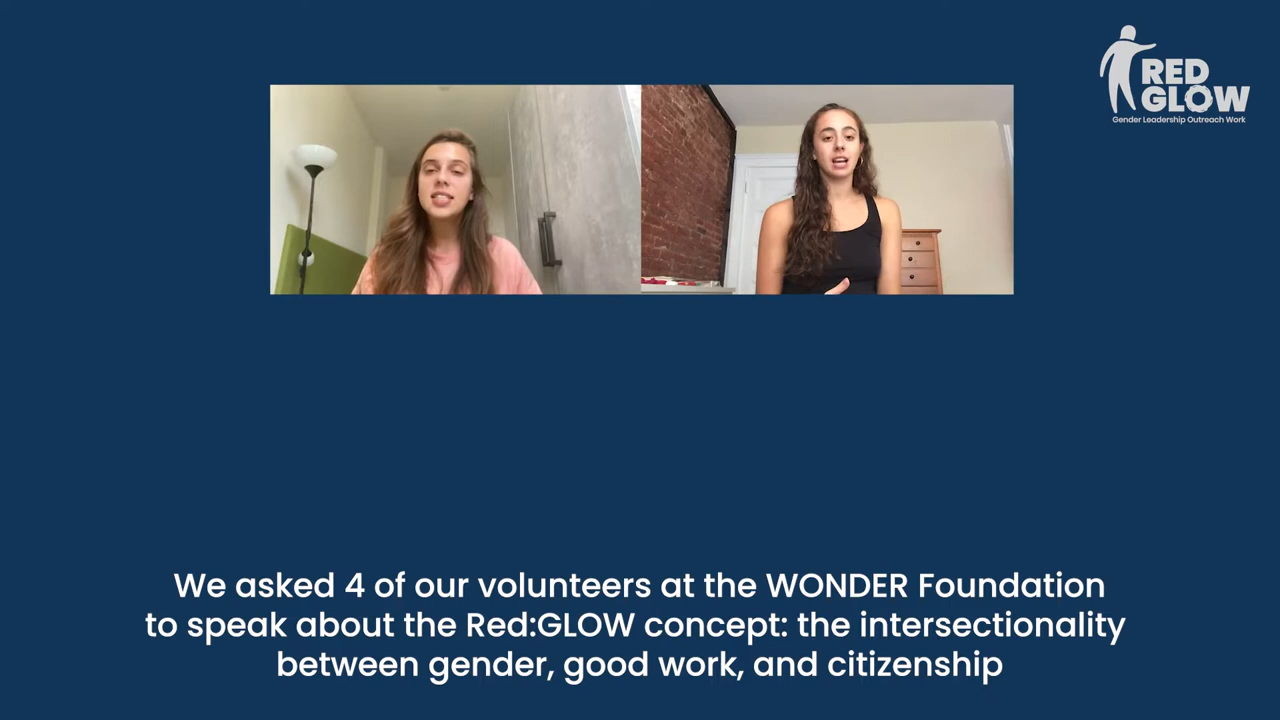 RED
GLOW
Gender Leadership Outreach Work
We asked 4 of our volunteers at the WONDER Foundation
to speak about the Red:GLOW concept: the intersectionality
between gender, good work, and citizenship